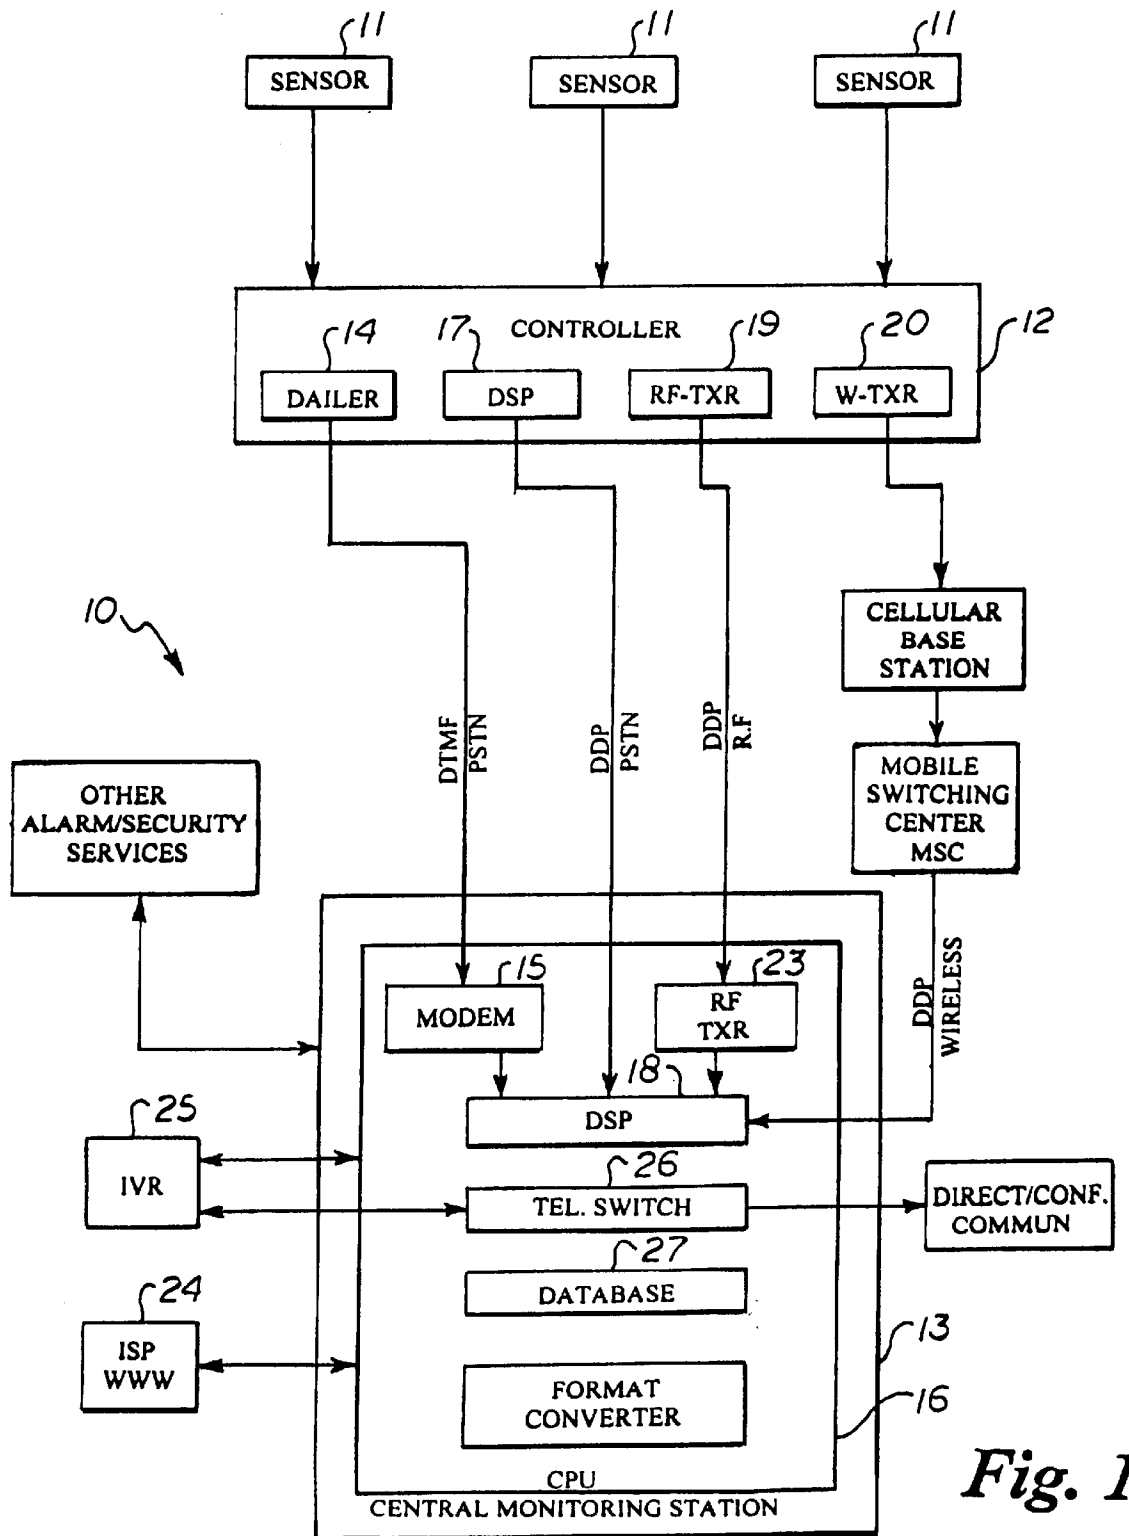 11
11
11
SENSOR
SENSOR
SENSOR
CONTROLLER
12
14
17
19
20
DAILER
DSP
RF-TXR
W-TXR
10
CELLULAR
BASE
STATION
DTMF
PSTN
DDP
PSTN
DDP
R.F
MOBILE
SWITCHING
CENTER
MSC
OTHER
ALARM/SECURITY
SERVICES
DDP
WIRELESS
15
MODEM
23
RF
TXR
18
DSP
25
IVR
26
TEL. SWITCH
DIRECT/CONF.
COMMUN
27
DATABASE
24
ISP
WWW
13
16
FORMAT
CONVERTER
CPU
CENTRAL MONITORING STATION
Fig. 1